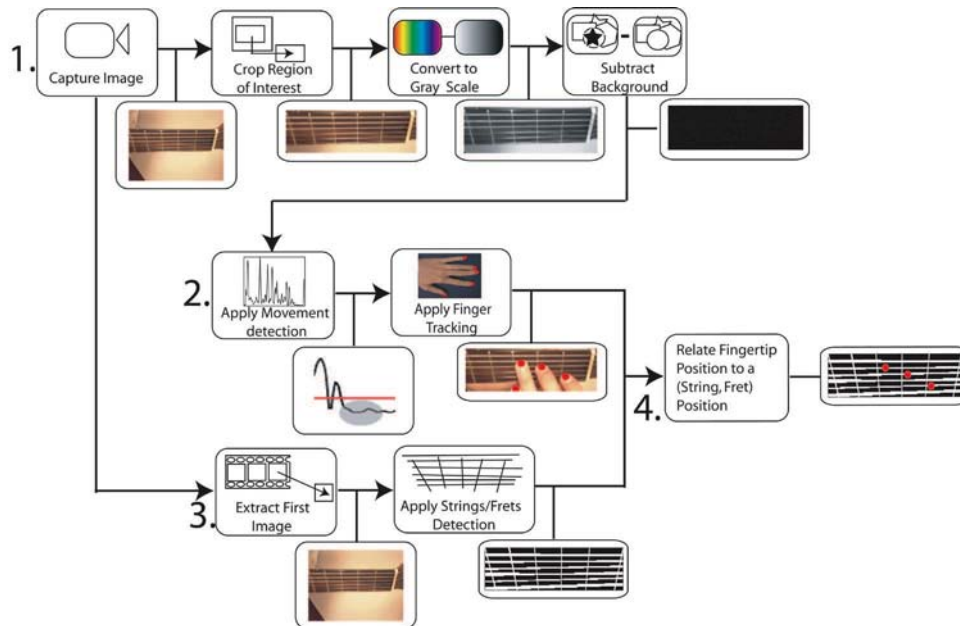 1.
Capture Image
Crop Region
of Interest
Convert to
Gray Scale
Subtract
Background
2.
Apply Movement
detection
Apply Finger
Tracking
3.
Extract First
Image
Apply Strings/Frets
Detection
4.
Relate Fingertip
Position to a
(String, Fret)
Position